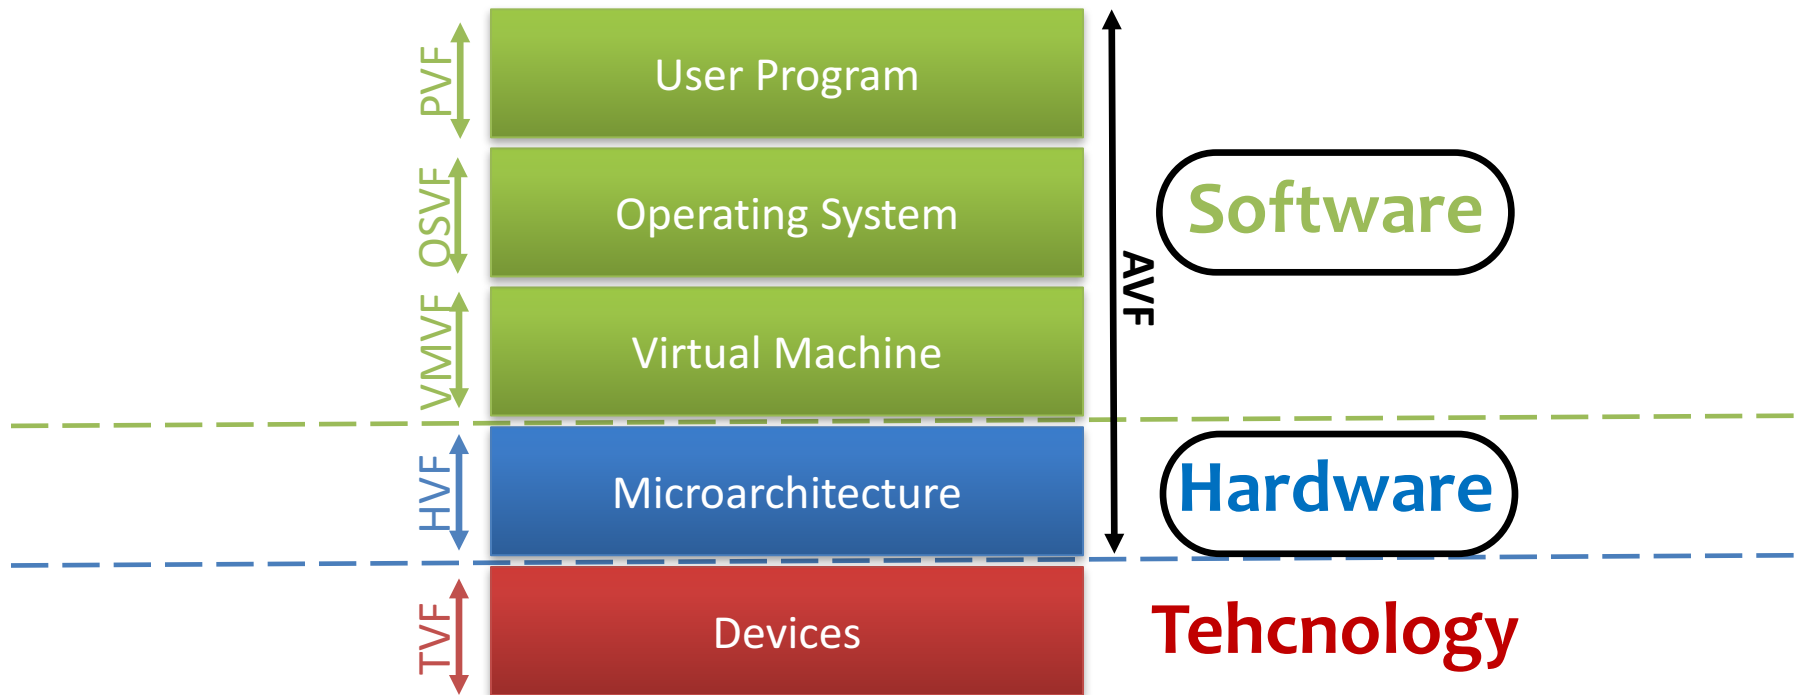 PVF
User Program
OSVF
Operating System
Software
AVF
VMVF
Virtual Machine
HVF
Microarchitecture
Hardware
TVF
Devices
Tehcnology